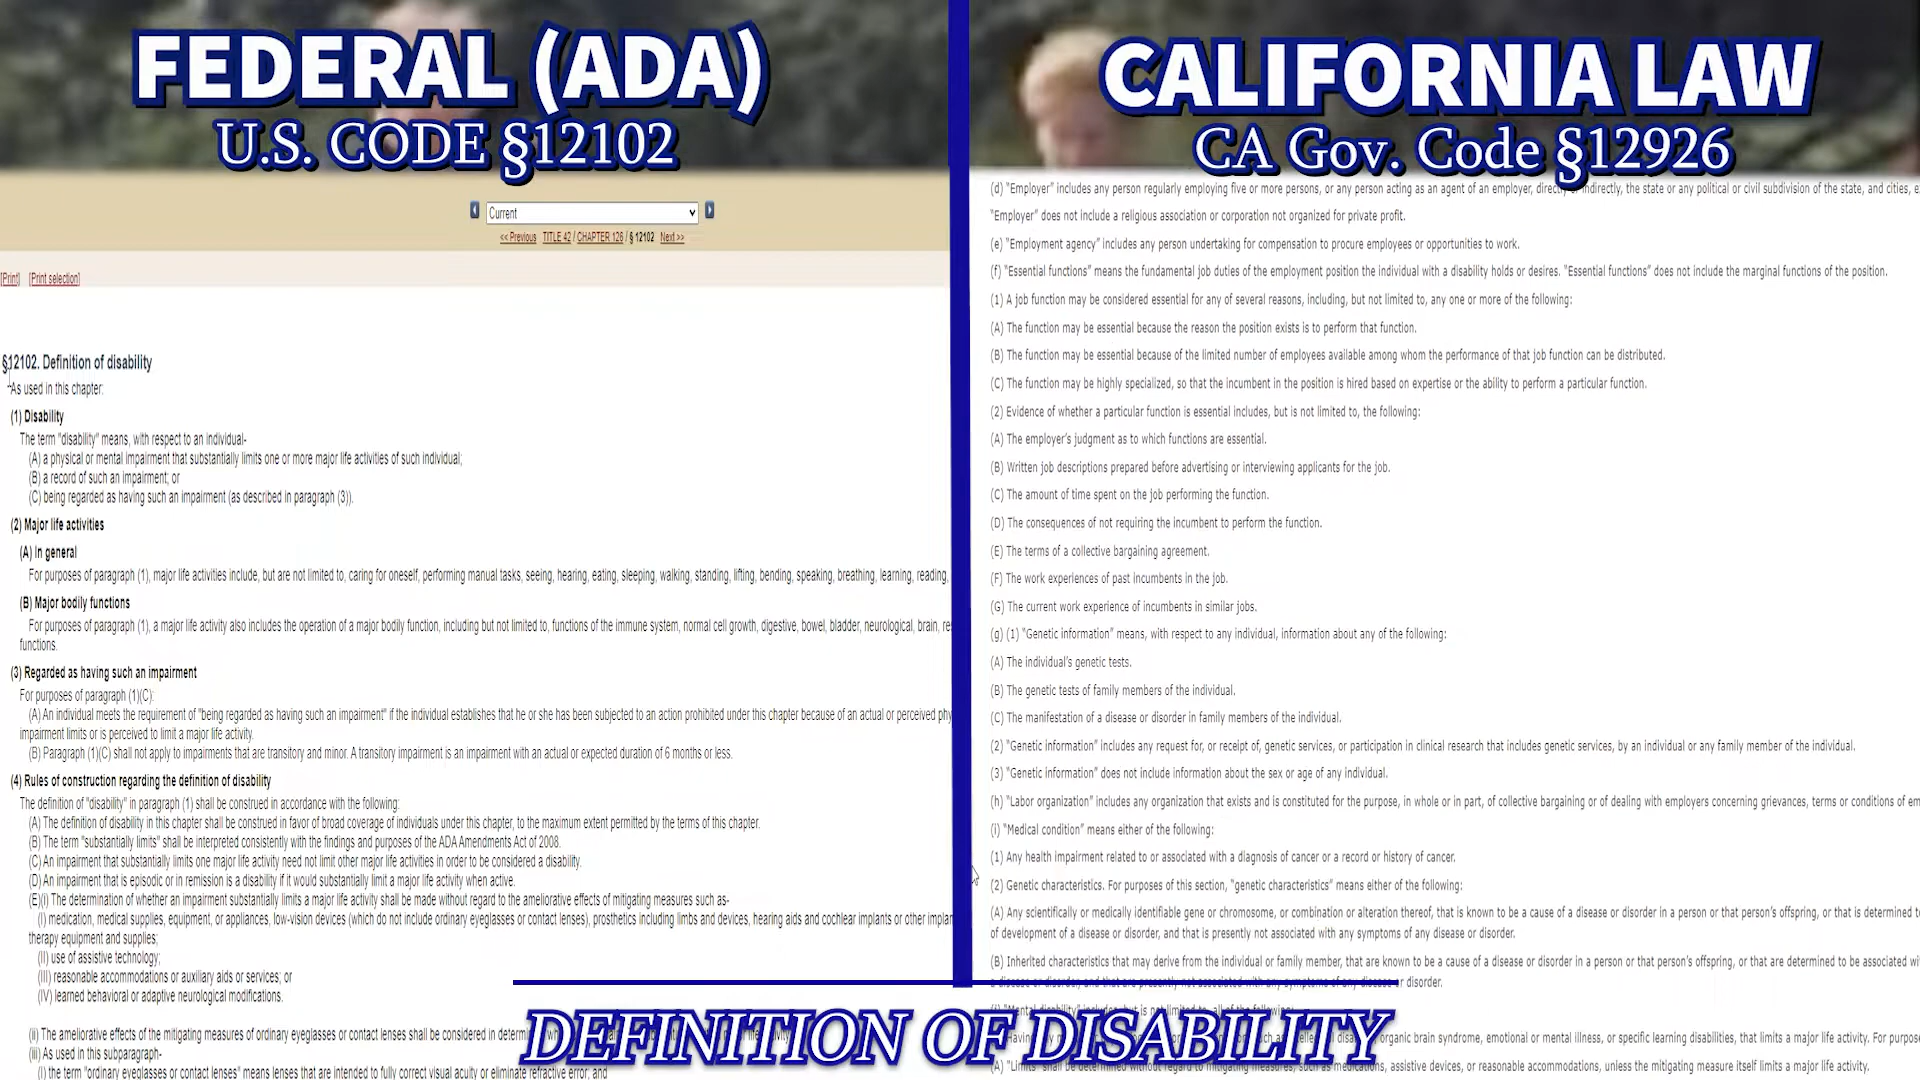 FEDERAL (ADA)
U.S. CODE §12102
Current
<< Previous TITLE 42 / CHAPTER 126 / § 12102 Next >>
[Print] [Print selection]
§12102. Definition of disability
As used in this chapter:
(1) Disability
The term "disability" means, with respect to an individual-
(A) a physical or mental impairment that substantially limits one or more major life activities of such individual;
(B) a record of such an impairment; or
(C) being regarded as having such an impairment (as described in paragraph (3)).
(2) Major life activities
(A) In general
For purposes of paragraph (1), major life activities include, but are not limited to, caring for oneself, performing manual tasks, seeing, hearing, eating, sleeping, walking, standing, lifting, bending, speaking, breathing, learning, reading,
(B) Major bodily functions
For purposes of paragraph (1), a major life activity also includes the operation of a major bodily function, including but not limited to, functions of the immune system, normal cell growth, digestive, bowel, bladder, neurological, brain,
functions.
(3) Regarded as having such an impairment
For purposes of paragraph (1)(C):
(A) An individual meets the requirement of "being regarded as having such an impairment" if the individual establishes that he or she has been subjected to an action prohibited under this chapter because of an actual or perceived
impairment limits or is perceived to limit a major life activity.
(B) Paragraph (1)(C) shall not apply to impairments that are transitory and minor. A transitory impairment is an impairment with an actual or expected duration of 6 months or less.
(4) Rules of construction regarding the definition of disability
The definition of "disability" in paragraph (1) shall be construed in accordance with the following:
(A) The definition of disability in this chapter shall be construed in favor of broad coverage of individuals under this chapter, to the maximum extent permitted by the terms of this chapter.
(B) The term "substantially limits" shall be interpreted consistently with the findings and purposes of the ADA Amendments Act of 2008.
(C) An impairment that substantially limits one major life activity need not limit other major life activities in order to be considered a disability.
(D) An impairment that is episodic or in remission is a disability if it would substantially limit a major life activity when active.
(E)(i) The determination of whether an impairment substantially limits a major life activity shall be made without regard to the ameliorative effects of mitigating measures such as-
(I) medication, medical supplies, equipment, or appliances, low-vision devices (which do not include ordinary eyeglasses or contact lenses), prosthetics including limbs and devices, hearing aids and cochlear implants or other
therapy equipment and supplies;
(II) use of assistive technology;
(III) reasonable accommodations or auxiliary aids or services; or
(IV) learned behavioral or adaptive neurological modifications.
(ii) The ameliorative effects of the mitigating measures of ordinary eyeglasses or contact lenses shall be considered in
(iii) As used in this subparagraph-
(I) the term "ordinary eyeglasses or contact lenses" means lenses that are intended to fully correct visual acuity or eliminate refractive error; and
CALIFORNIA LAW
CA Gov. Code §12926
(d) "Employer" includes any person regularly employing five or more persons, or any person acting as an agent of an employer, directly or indirectly, the state or any political or civil subdivision of the state, and cities,
"Employer" does not include a religious association or corporation not organized for private profit.
(e) "Employment agency" includes any person undertaking for compensation to procure employees or opportunities to work.
(f) "Essential functions" means the fundamental job duties of the employment position the individual with a disability holds or desires. "Essential functions" does not include the marginal functions of the position.
(1) A job function may be considered essential for any of several reasons, including, but not limited to, any one or more of the following:
(A) The function may be essential because the reason the position exists is to perform that function.
(B) The function may be essential because of the limited number of employees available among whom the performance of that job function can be distributed.
(C) The function may be highly specialized, so that the incumbent in the position is hired based on expertise or the ability to perform a particular function.
(2) Evidence of whether a particular function is essential includes, but is not limited to, the following:
(A) The employer's judgment as to which functions are essential.
(B) Written job descriptions prepared before advertising or interviewing applicants for the job.
(C) The amount of time spent on the job performing the function.
(D) The consequences of not requiring the incumbent to perform the function.
(E) The terms of a collective bargaining agreement.
(F) The work experiences of past incumbents in the job.
(G) The current work experience of incumbents in similar jobs.
(g) (1) "Genetic information" means, with respect to any individual, information about any of the following:
(A) The individual's genetic tests.
(B) The genetic tests of family members of the individual.
(C) The manifestation of a disease or disorder in family members of the individual.
(2) "Genetic information" includes any request for, or receipt of, genetic services, or participation in clinical research that includes genetic services, by an individual or any family member of the individual.
(3) "Genetic information" does not include information about the sex or age of any individual.
(h) "Labor organization" includes any organization that exists and is constituted for the purpose, in whole or in part, of collective bargaining or of dealing with employers concerning grievances, terms or conditions of
(i) "Medical condition" means either of the following:
(1) Any health impairment related to or associated with a diagnosis of cancer or a record or history of cancer.
(2) Genetic characteristics. For purposes of this section, "genetic characteristics" means either of the following:
(A) Any scientifically or medically identifiable gene or chromosome, or combination or alteration thereof, that is known to be a cause of a disease or disorder in a person or that person's offspring, or that is determined
of development of a disease or disorder, and that is presently not associated with any symptoms of any disease or disorder.
(B) Inherited characteristics that may derive from the individual or family member, that are known to be a cause of a disease or disorder in a person or that person's offspring, or that are determined to be associated
a disease or disorder, and that are presently not associated with any symptoms of any disease or disorder.
(j) "Mental disability" includes, but is not limited to, all of the following:
organic brain syndrome, emotional or mental illness, or specific learning disabilities, that limits a major life activity. For
(A) "Limits" shall be determined without regard to mitigating measures, such as medications, assistive devices, or reasonable accommodations, unless the mitigating measure itself limits a major life activity.
DEFINITION OF DISABILITY